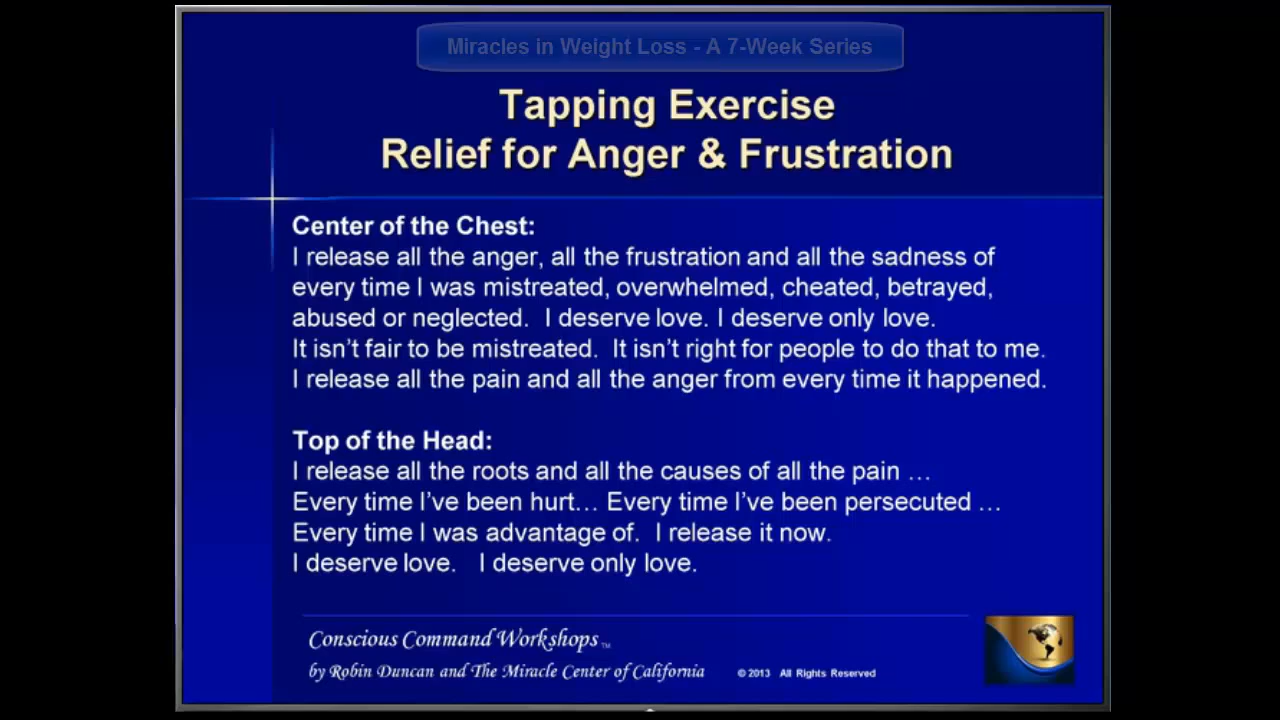 Miracles in Weight Loss - A 7-Week Series
Tapping Exercise
Relief for Anger & Frustration
Center of the Chest:
I release all the anger, all the frustration and all the sadness of
every time I was mistreated, overwhelmed, cheated, betrayed,
abused or neglected.  I deserve love. I deserve only love.
It isn't fair to be mistreated.  It isn't right for people to do that to me.
I release all the pain and all the anger from every time it happened.
Top of the Head:
I release all the roots and all the causes of all the pain …
Every time I've been hurt… Every time I've been persecuted …
Every time I was advantage of.  I release it now.
I deserve love.   I deserve only love.
Conscious Command Workshops ™
by Robin Duncan and The Miracle Center of California © 2013 All Rights Reserved